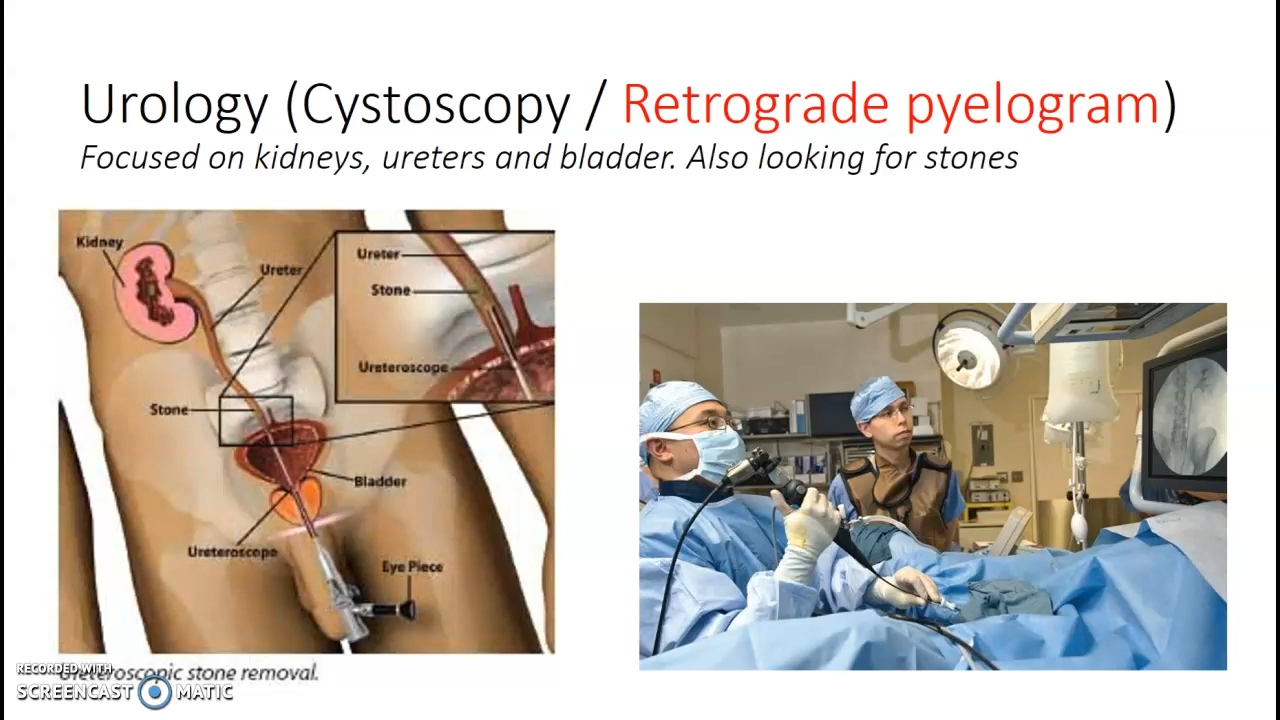 Urology (Cystoscopy / Retrograde pyelogram)
Focused on kidneys, ureters and bladder. Also looking for stones
Kidney
Ureter
Stone
Bladder
Ureteroscope
Eye Piece
Ureter
Stone
Ureteroscope
Ureteroscopic stone removal.
RECORDED WITH
SCREENCAST MATIC